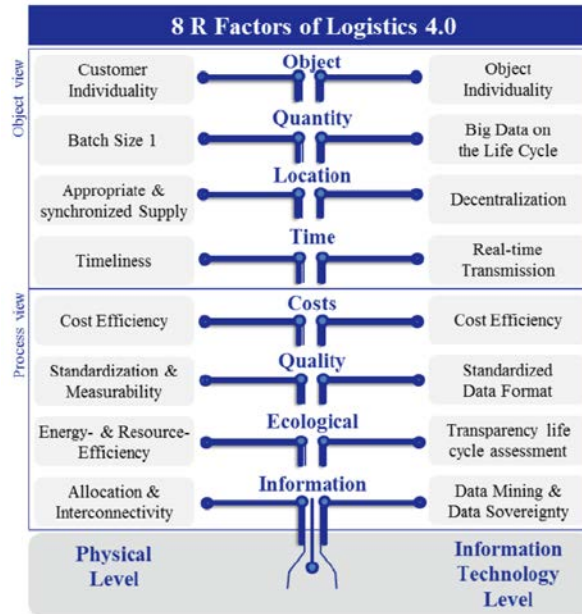 8 R Factors of Logistics 4.0
Object view
Customer
Individuality
Object
Object
Individuality
Batch Size 1
Quantity
Big Data on
the Life Cycle
Appropriate &
synchronized Supply
Location
Decentralization
Timeliness
Time
Real-time
Transmission
Process view
Cost Efficiency
Costs
Cost Efficiency
Standardization &
Measurability
Quality
Standardized
Data Format
Energy- & Resource-
Efficiency
Ecological
Transparency life
cycle assessment
Allocation &
Interconnectivity
Information
Data Mining &
Data Sovereignty
Physical
Level
Information
Technology
Level